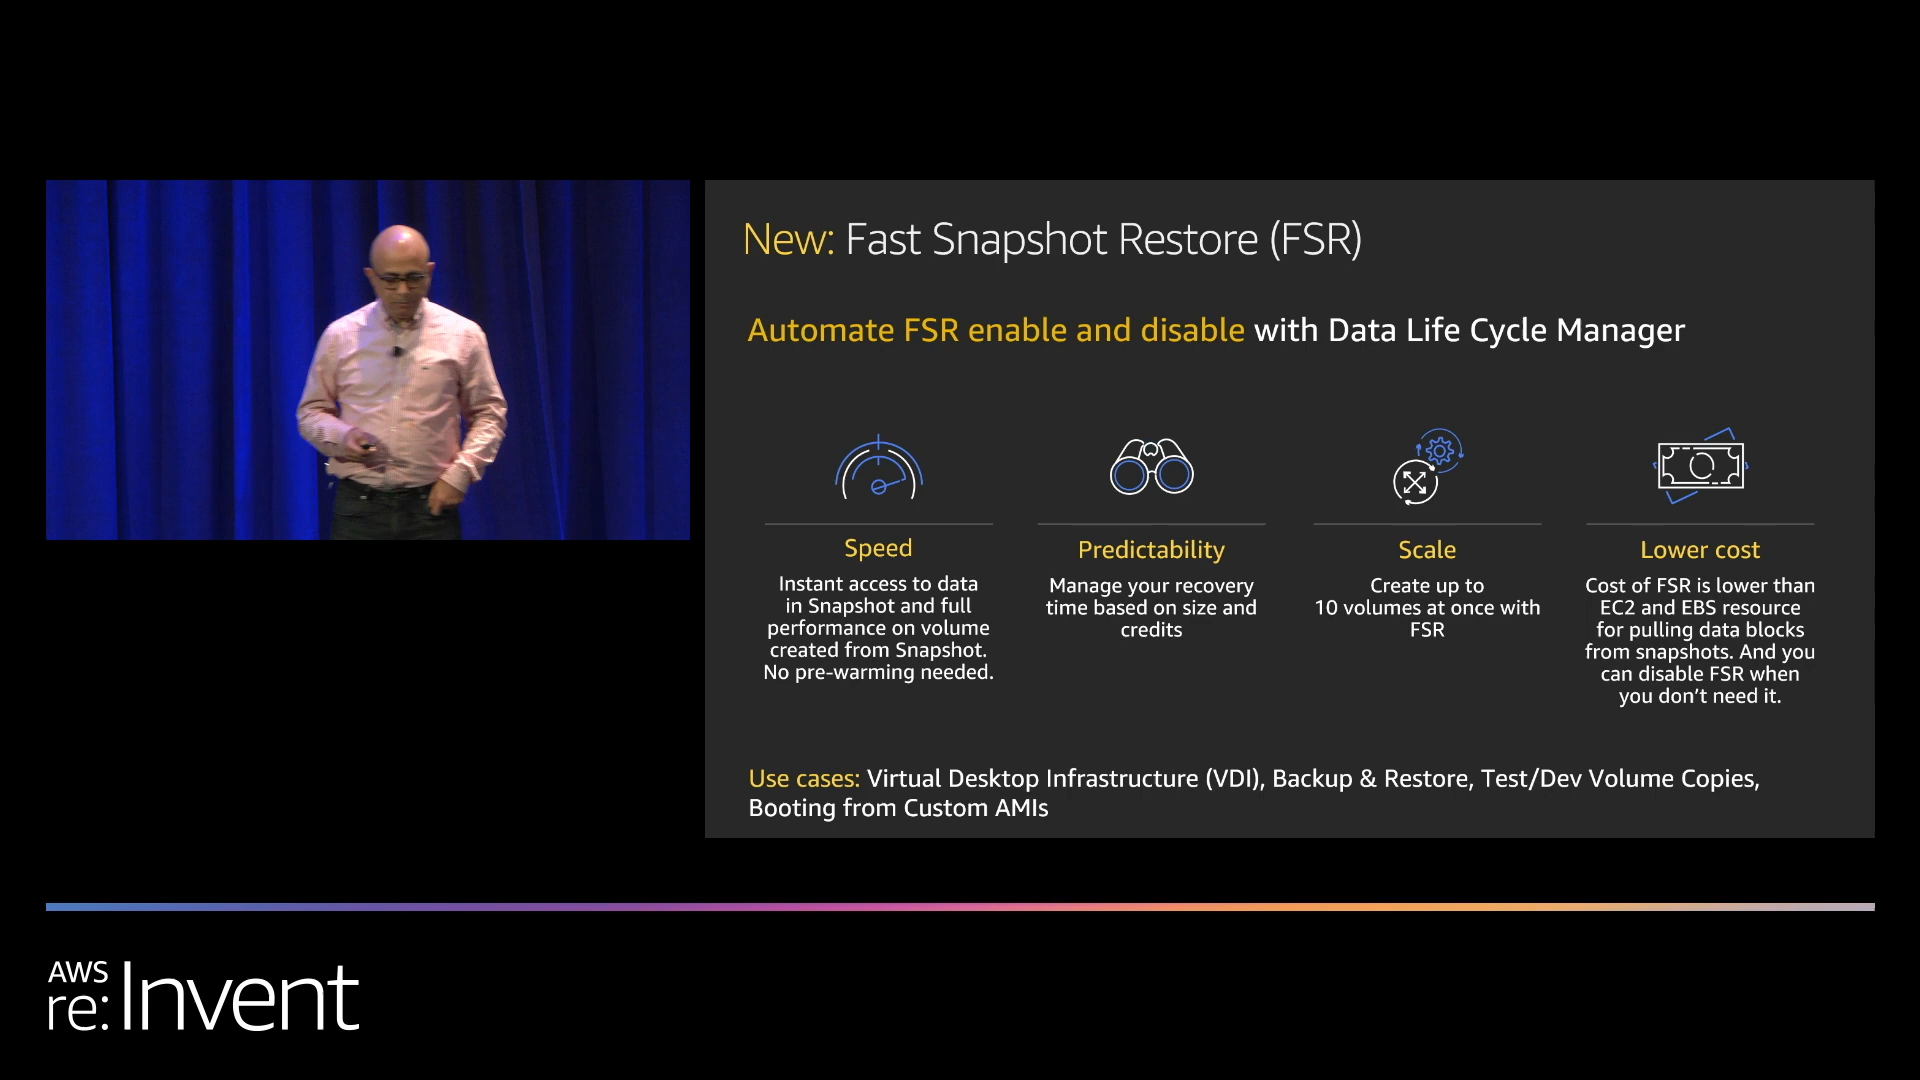 New: Fast Snapshot Restore (FSR)
Automate FSR enable and disable with Data Life Cycle Manager
Speed
Instant access to data
in Snapshot and full
performance on volume
created from Snapshot.
No pre-warming needed.
Predictability
Manage your recovery
time based on size and
credits
Scale
Create up to
10 volumes at once with
FSR
Lower cost
Cost of FSR is lower than
EC2 and EBS resource
for pulling data blocks
from snapshots. And you
can disable FSR when
you don’t need it.
Use cases: Virtual Desktop Infrastructure (VDI), Backup & Restore, Test/Dev Volume Copies,
Booting from Custom AMIs
AWS
re:Invent